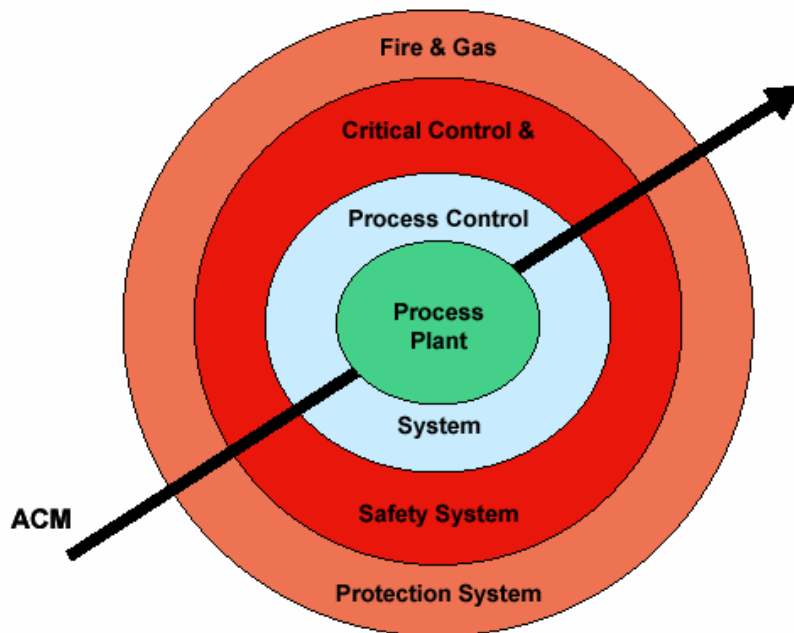 Fire & Gas
Critical Control &
Process Control
Process
Plant
System
ACM
Safety System
Protection System